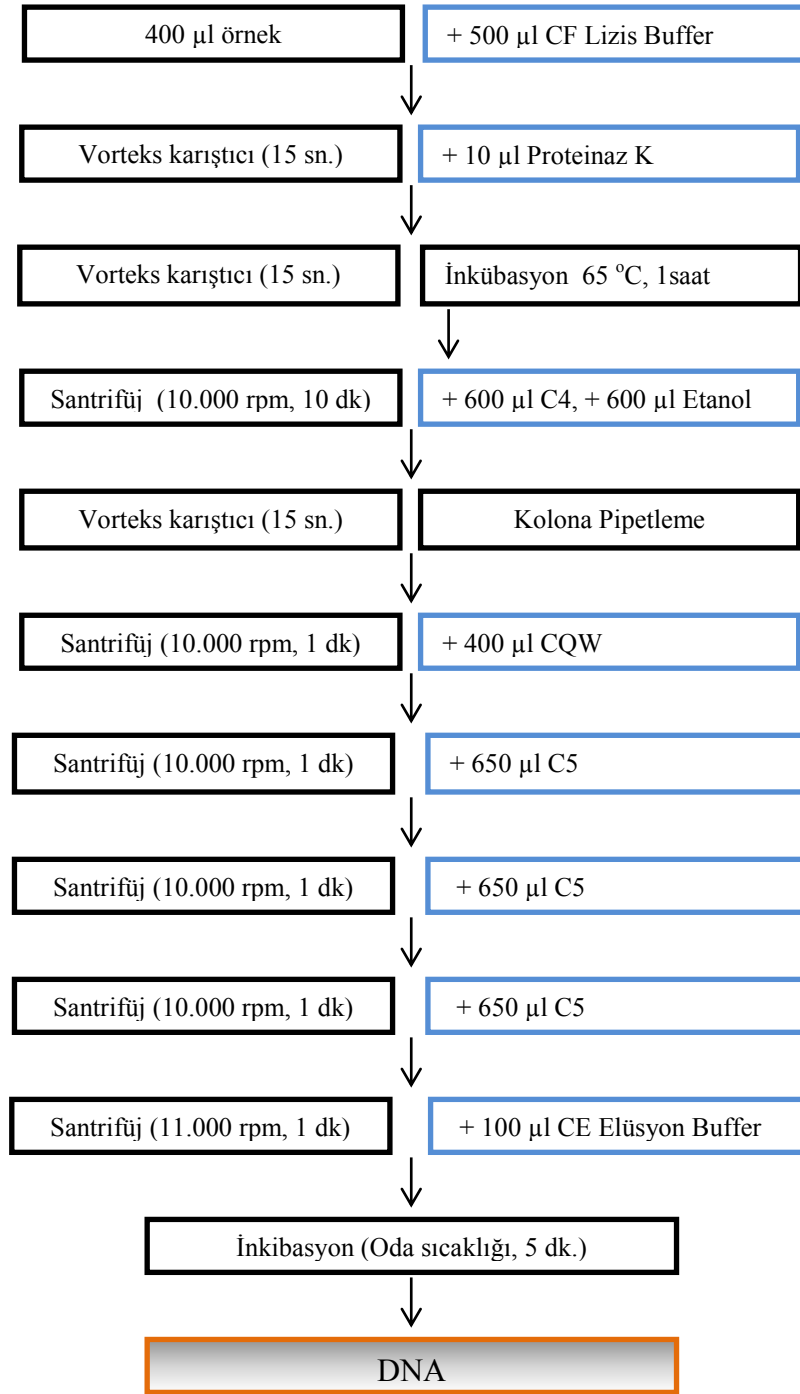 400 µl örnek
+ 500 µl CF Lizis Buffer
Vorteks karıştıcı (15 sn.)
+ 10 µl Proteinaz K
Vorteks karıştıcı (15 sn.)
İnkübasyon 65 °C, 1saat
Santrifüj (10.000 rpm, 10 dk)
+ 600 µl C4, + 600 µl Etanol
Vorteks karıştıcı (15 sn.)
Kolona Pipetleme
Santrifüj (10.000 rpm, 1 dk)
+ 400 µl CQW
Santrifüj (10.000 rpm, 1 dk)
+ 650 µl C5
Santrifüj (10.000 rpm, 1 dk)
+ 650 µl C5
Santrifüj (10.000 rpm, 1 dk)
+ 650 µl C5
Santrifüj (11.000 rpm, 1 dk)
+ 100 µl CE Elüsyon Buffer
İnkibasyon (Oda sıcaklığı, 5 dk.)
DNA